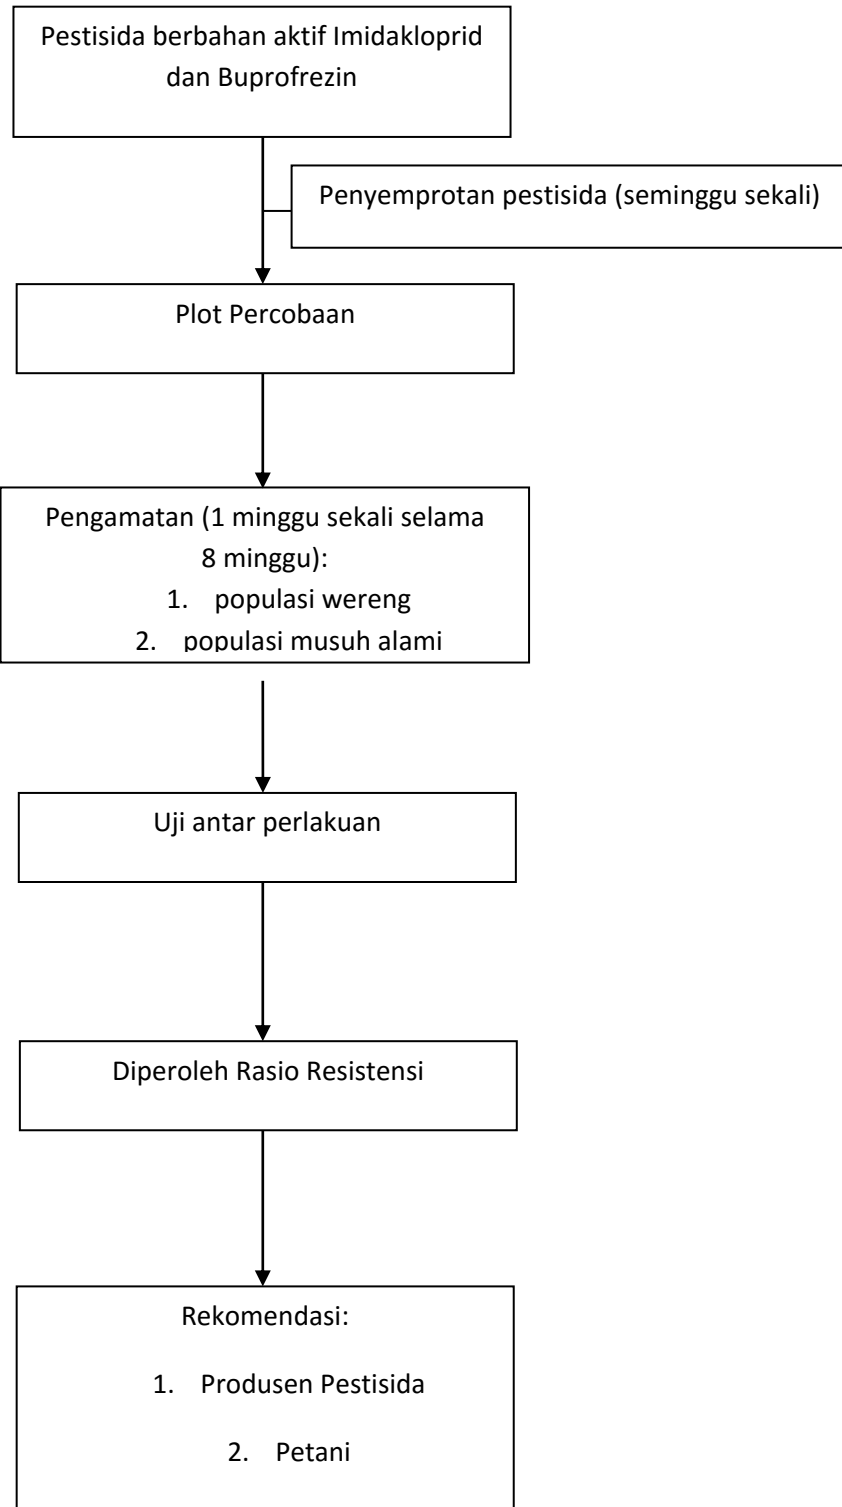 Pestisida berbahan aktif Imidakloprid
dan Buprofrezin
Penyemprotan pestisida (seminggu sekali)
Plot Percobaan
Pengamatan (1 minggu sekali selama
8 minggu):
1. populasi wereng
2. populasi musuh alami
Uji antar perlakuan
Diperoleh Rasio Resistensi
Rekomendasi:
1. Produsen Pestisida
2. Petani